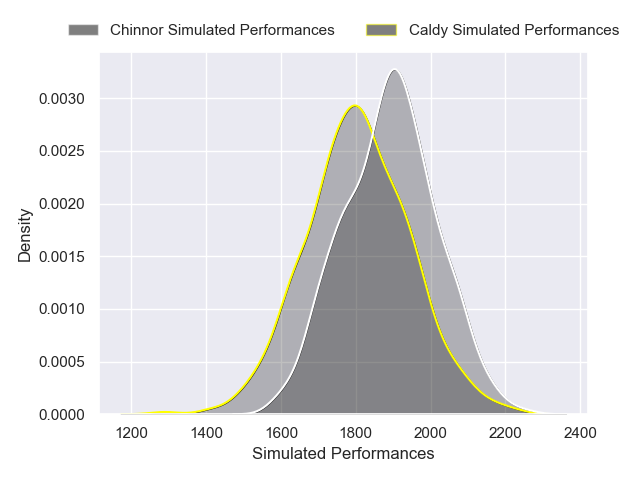 Chinnor Simulated Performances Caldy Simulated Performances
0.0030
0.0025
0.0020
0.0015
0.0010
0.0005
0.0000
Density
1200 1400 1600 1800 2000 2200 2400
Simulated Performances